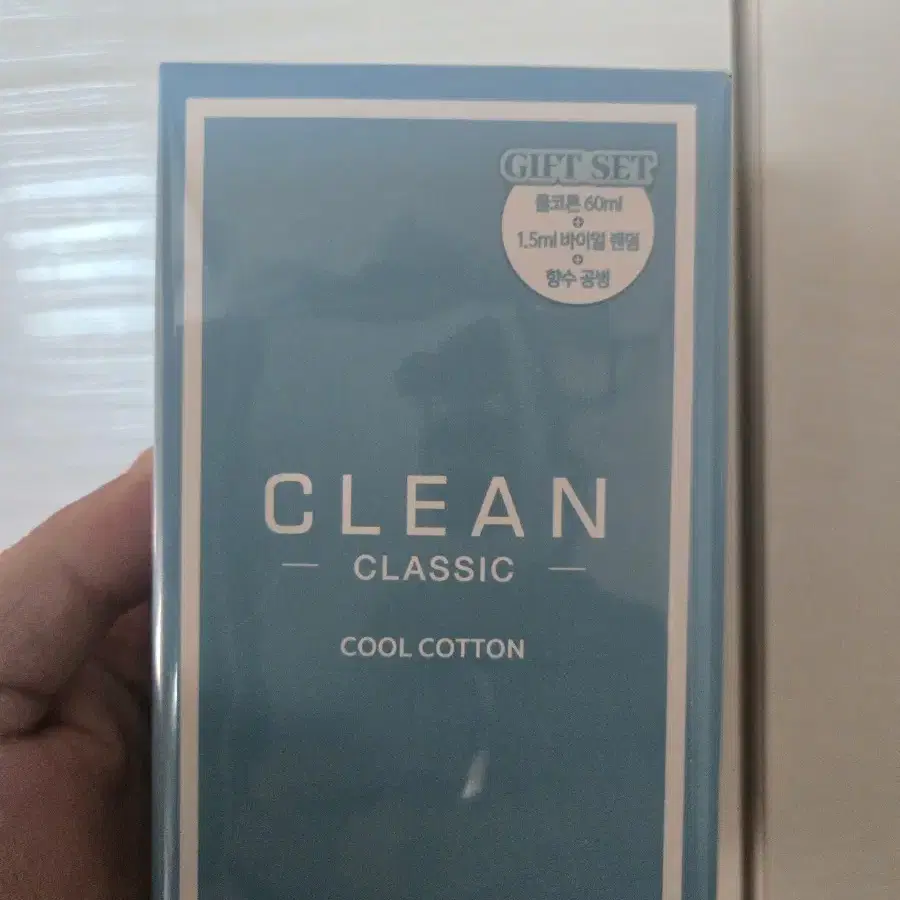 GIFT SET
쿨코튼 60ml
+
1.5ml 바이알 랜덤
+
향수 공병
CLEAN
CLASSIC
COOL COTTON